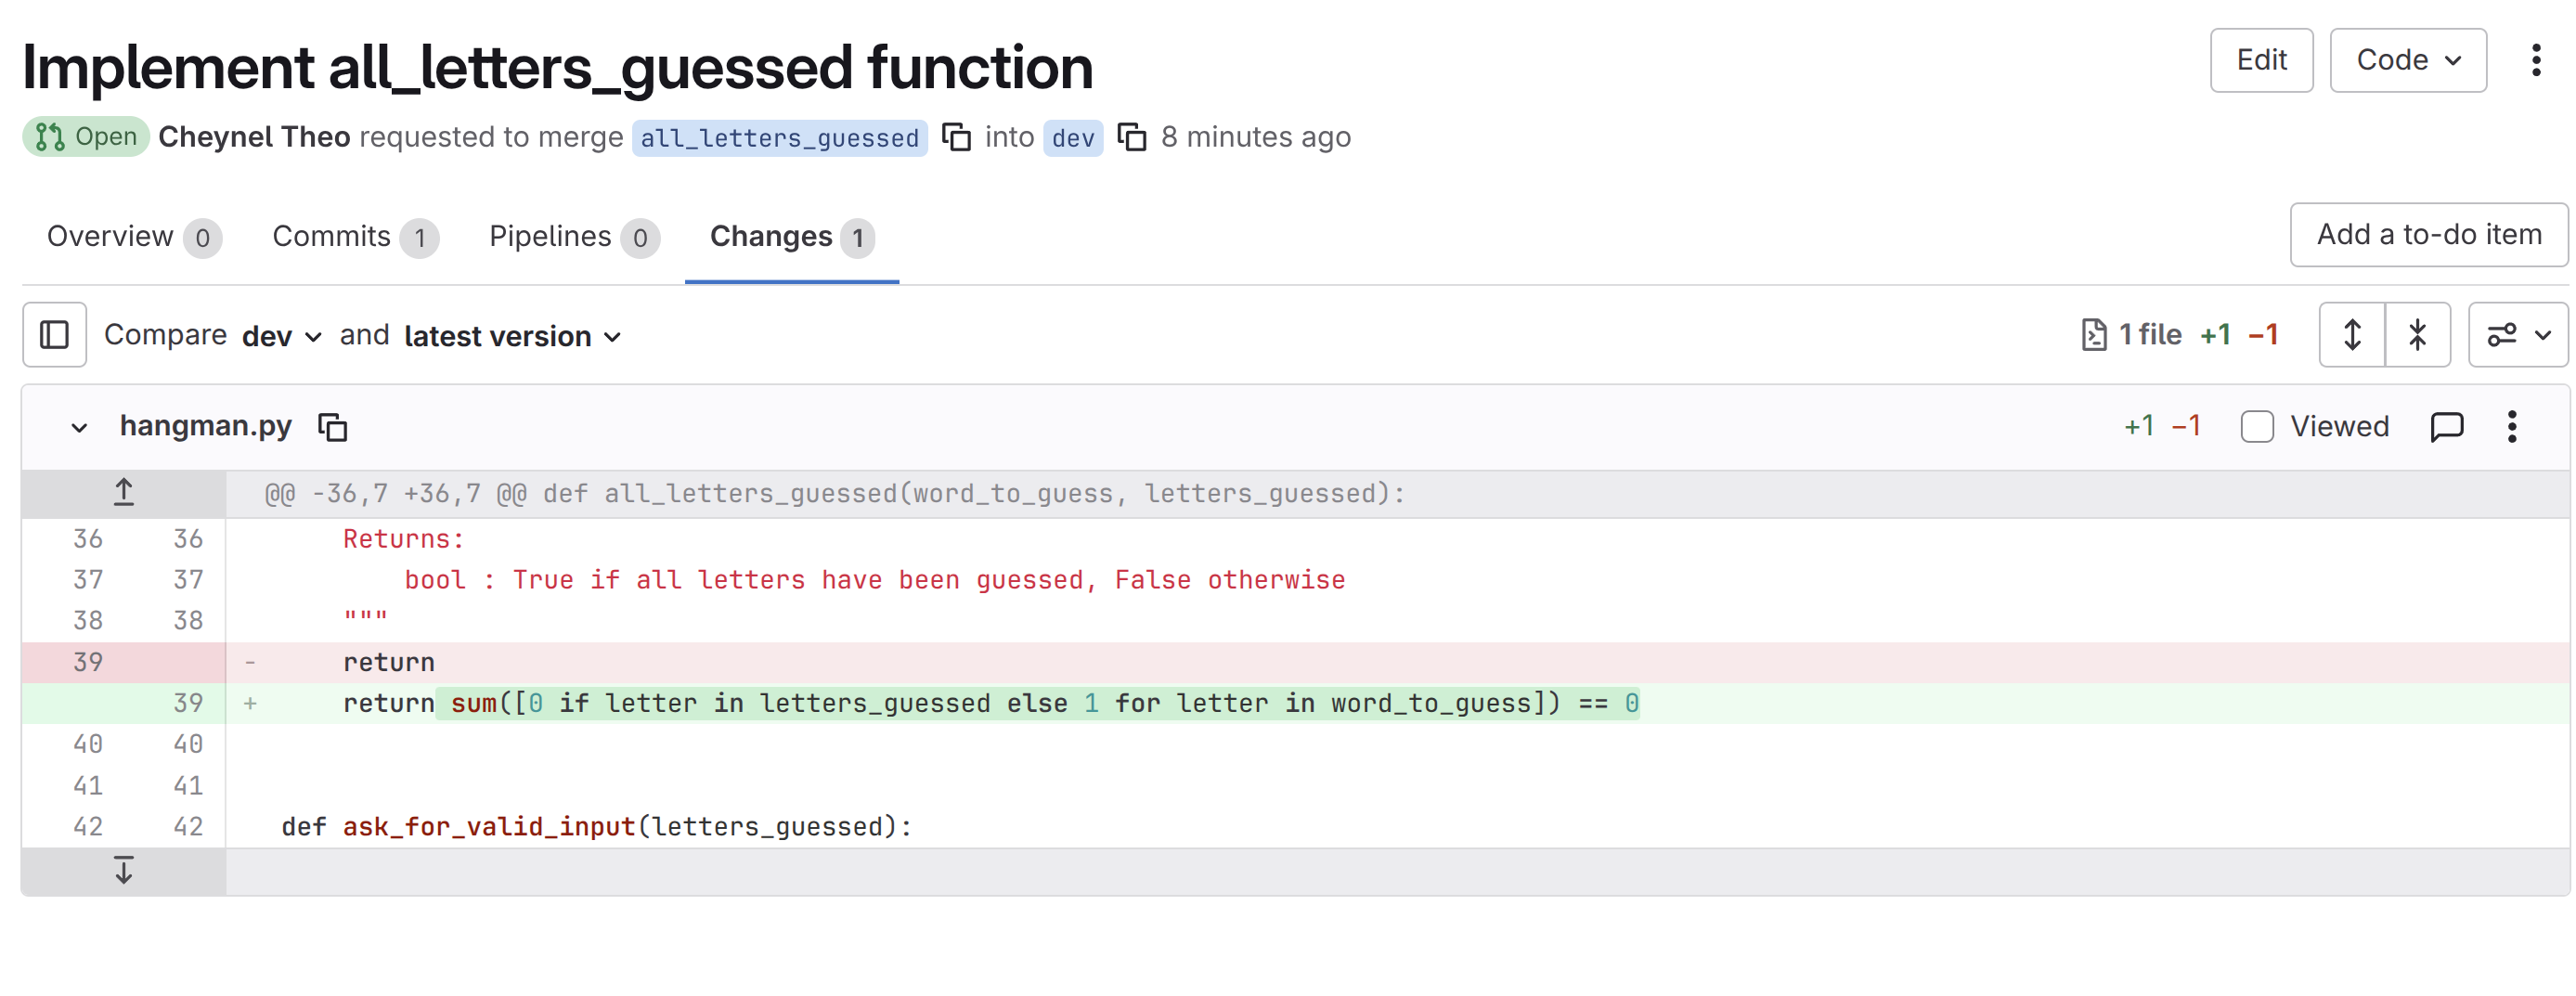 Implement all_letters_guessed function
Edit
Code
Open Cheynel Theo requested to merge all_letters_guessed into dev 8 minutes ago
Overview 0 Commits 1 Pipelines 0 Changes 1
Add a to-do item
Compare dev and latest version
1 file +1 −1
hangman.py
+1 −1 Viewed
@@ -36,7 +36,7 @@ def all_letters_guessed(word_to_guess, letters_guessed):
36 36 Returns:
37 37 bool : True if all letters have been guessed, False otherwise
38 38 """
39 - return
39 + return sum([0 if letter in letters_guessed else 1 for letter in word_to_guess]) == 0
40 40
41 41
42 42 def ask_for_valid_input(letters_guessed):